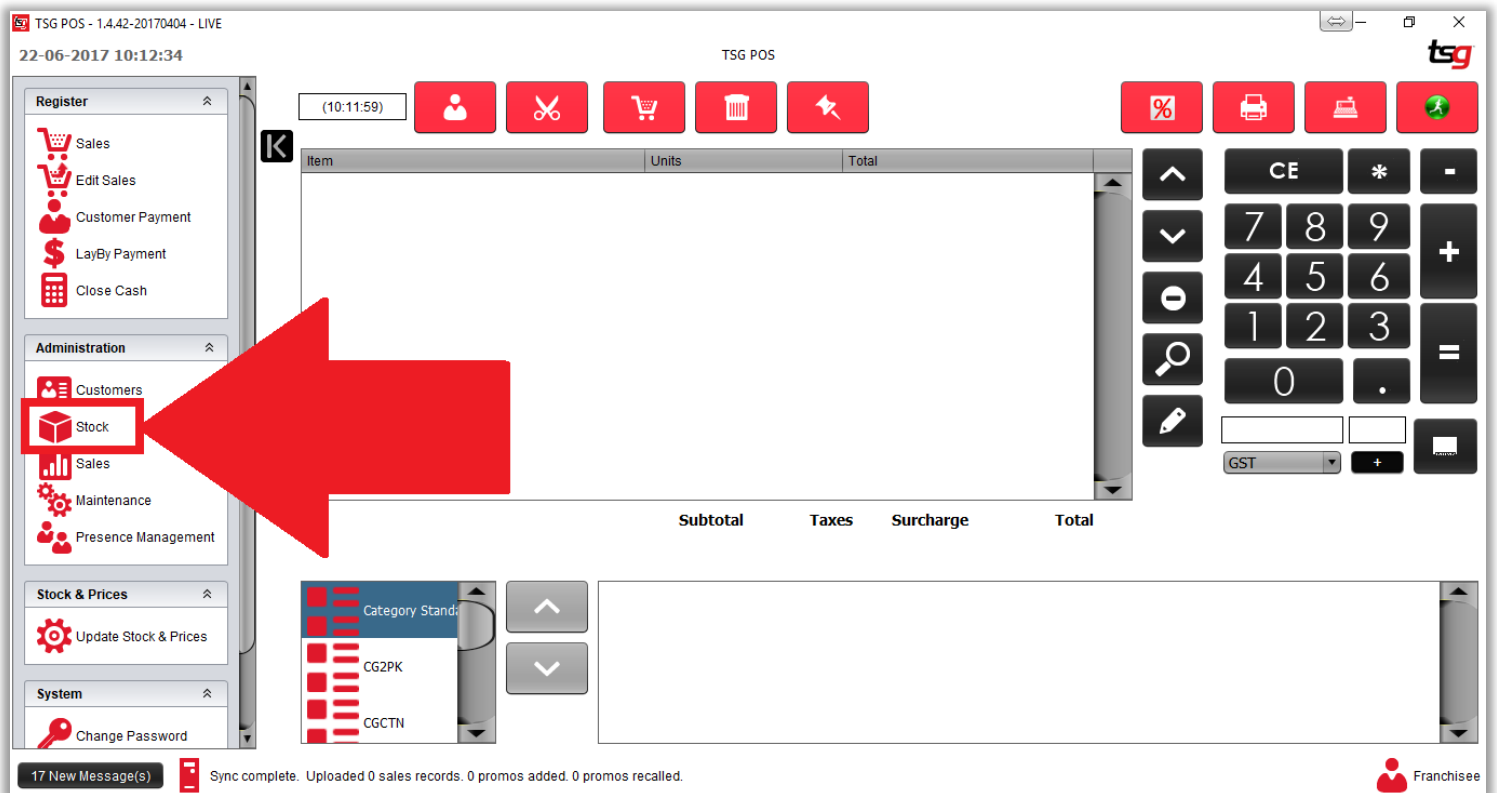 TSG POS - 1.4.42-20170404 - LIVE
22-06-2017 10:12:34
TSG POS
tsg
Register
Sales
Edit Sales
Customer Payment
LayBy Payment
Close Cash
Administration
Customers
Stock
Sales
Maintenance
Presence Management
Stock & Prices
Update Stock & Prices
System
Change Password
(10:11:59)
%
Item Units Total
CE * -
7 8 9 +
4 5 6
1 2 3 =
0 .
GST +
Subtotal Taxes Surcharge Total
Category Standa
CG2PK
CGCTN
17 New Message(s) Sync complete. Uploaded 0 sales records. 0 promos added. 0 promos recalled. Franchisee